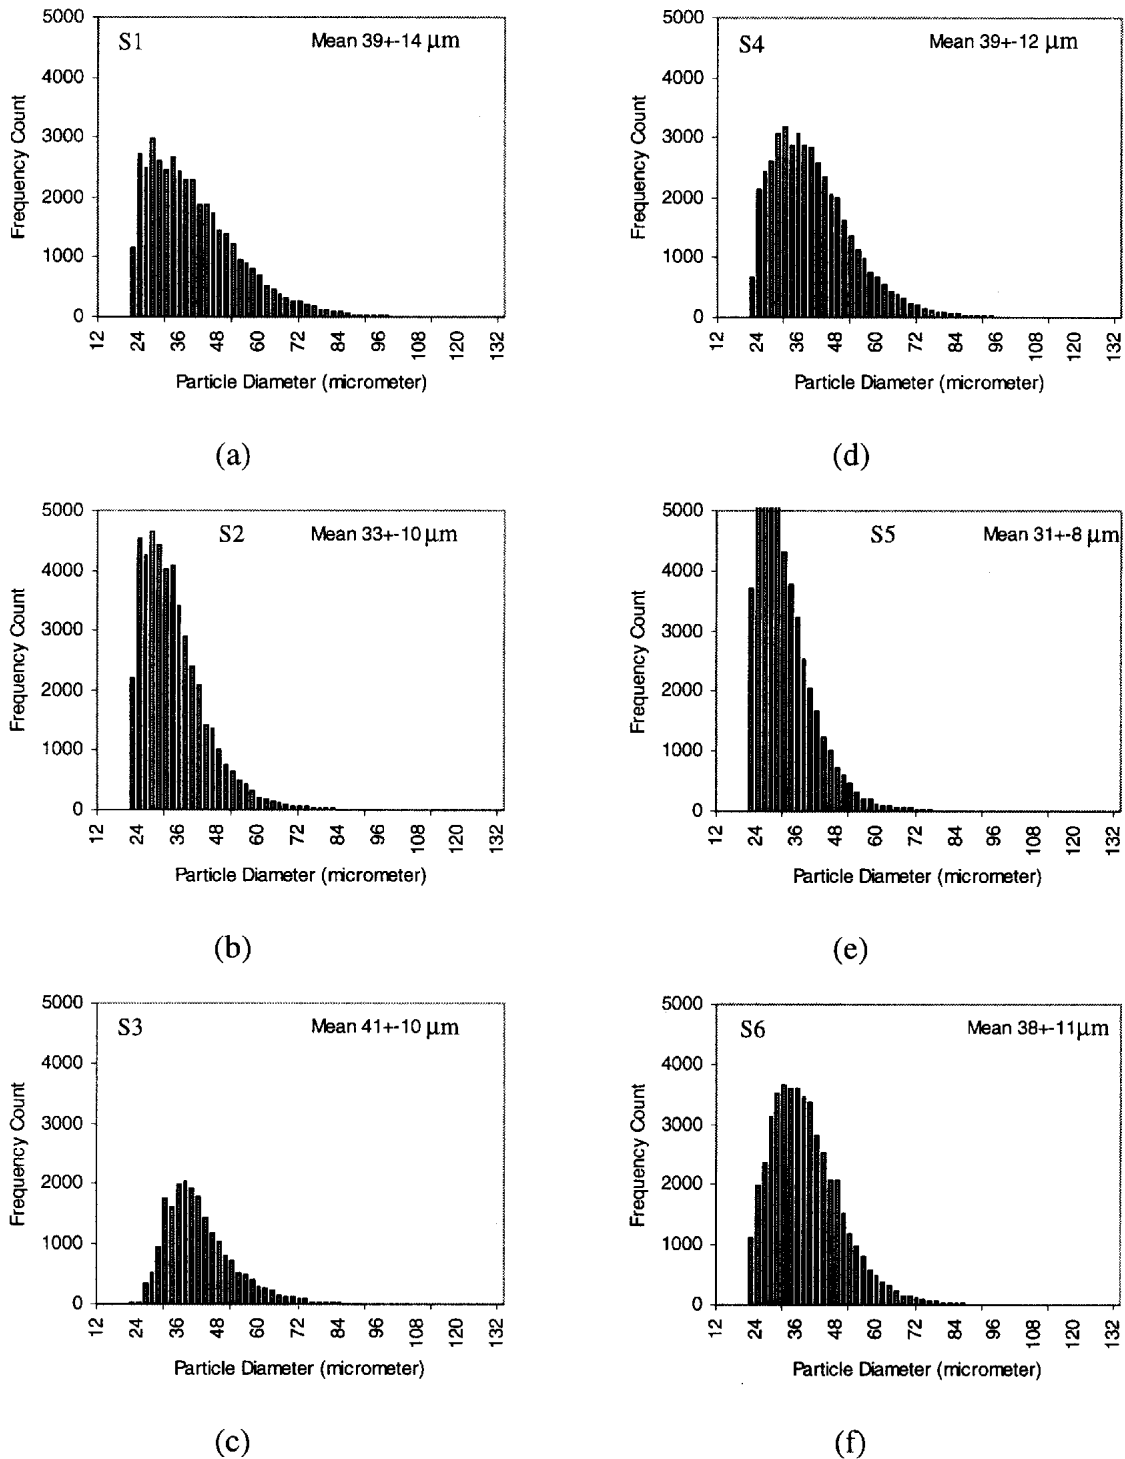 S1 Mean 39+-14 μm
Frequency Count
5000
4000
3000
2000
1000
0
12 24 36 48 60 72 84 96 108 120 132
Particle Diameter (micrometer)
(a)
S4 Mean 39+-12 μm
Frequency Count
5000
4000
3000
2000
1000
0
12 24 36 48 60 72 84 96 108 120 132
Particle Diameter (micrometer)
(d)
S2 Mean 33+-10 μm
Frequency Count
5000
4000
3000
2000
1000
0
12 24 36 48 60 72 84 96 108 120 132
Particle Diameter (micrometer)
(b)
S5 Mean 31+-8 μm
Frequency Count
5000
4000
3000
2000
1000
0
12 24 36 48 60 72 84 96 108 120 132
Particle Diameter (micrometer)
(e)
S3 Mean 41+-10 μm
Frequency Count
5000
4000
3000
2000
1000
0
12 24 36 48 60 72 84 96 108 120 132
Particle Diameter (micrometer)
(c)
S6 Mean 38+-11μm
Frequency Count
5000
4000
3000
2000
1000
0
12 24 36 48 60 72 84 96 108 120 132
Particle Diameter (micrometer)
(f)